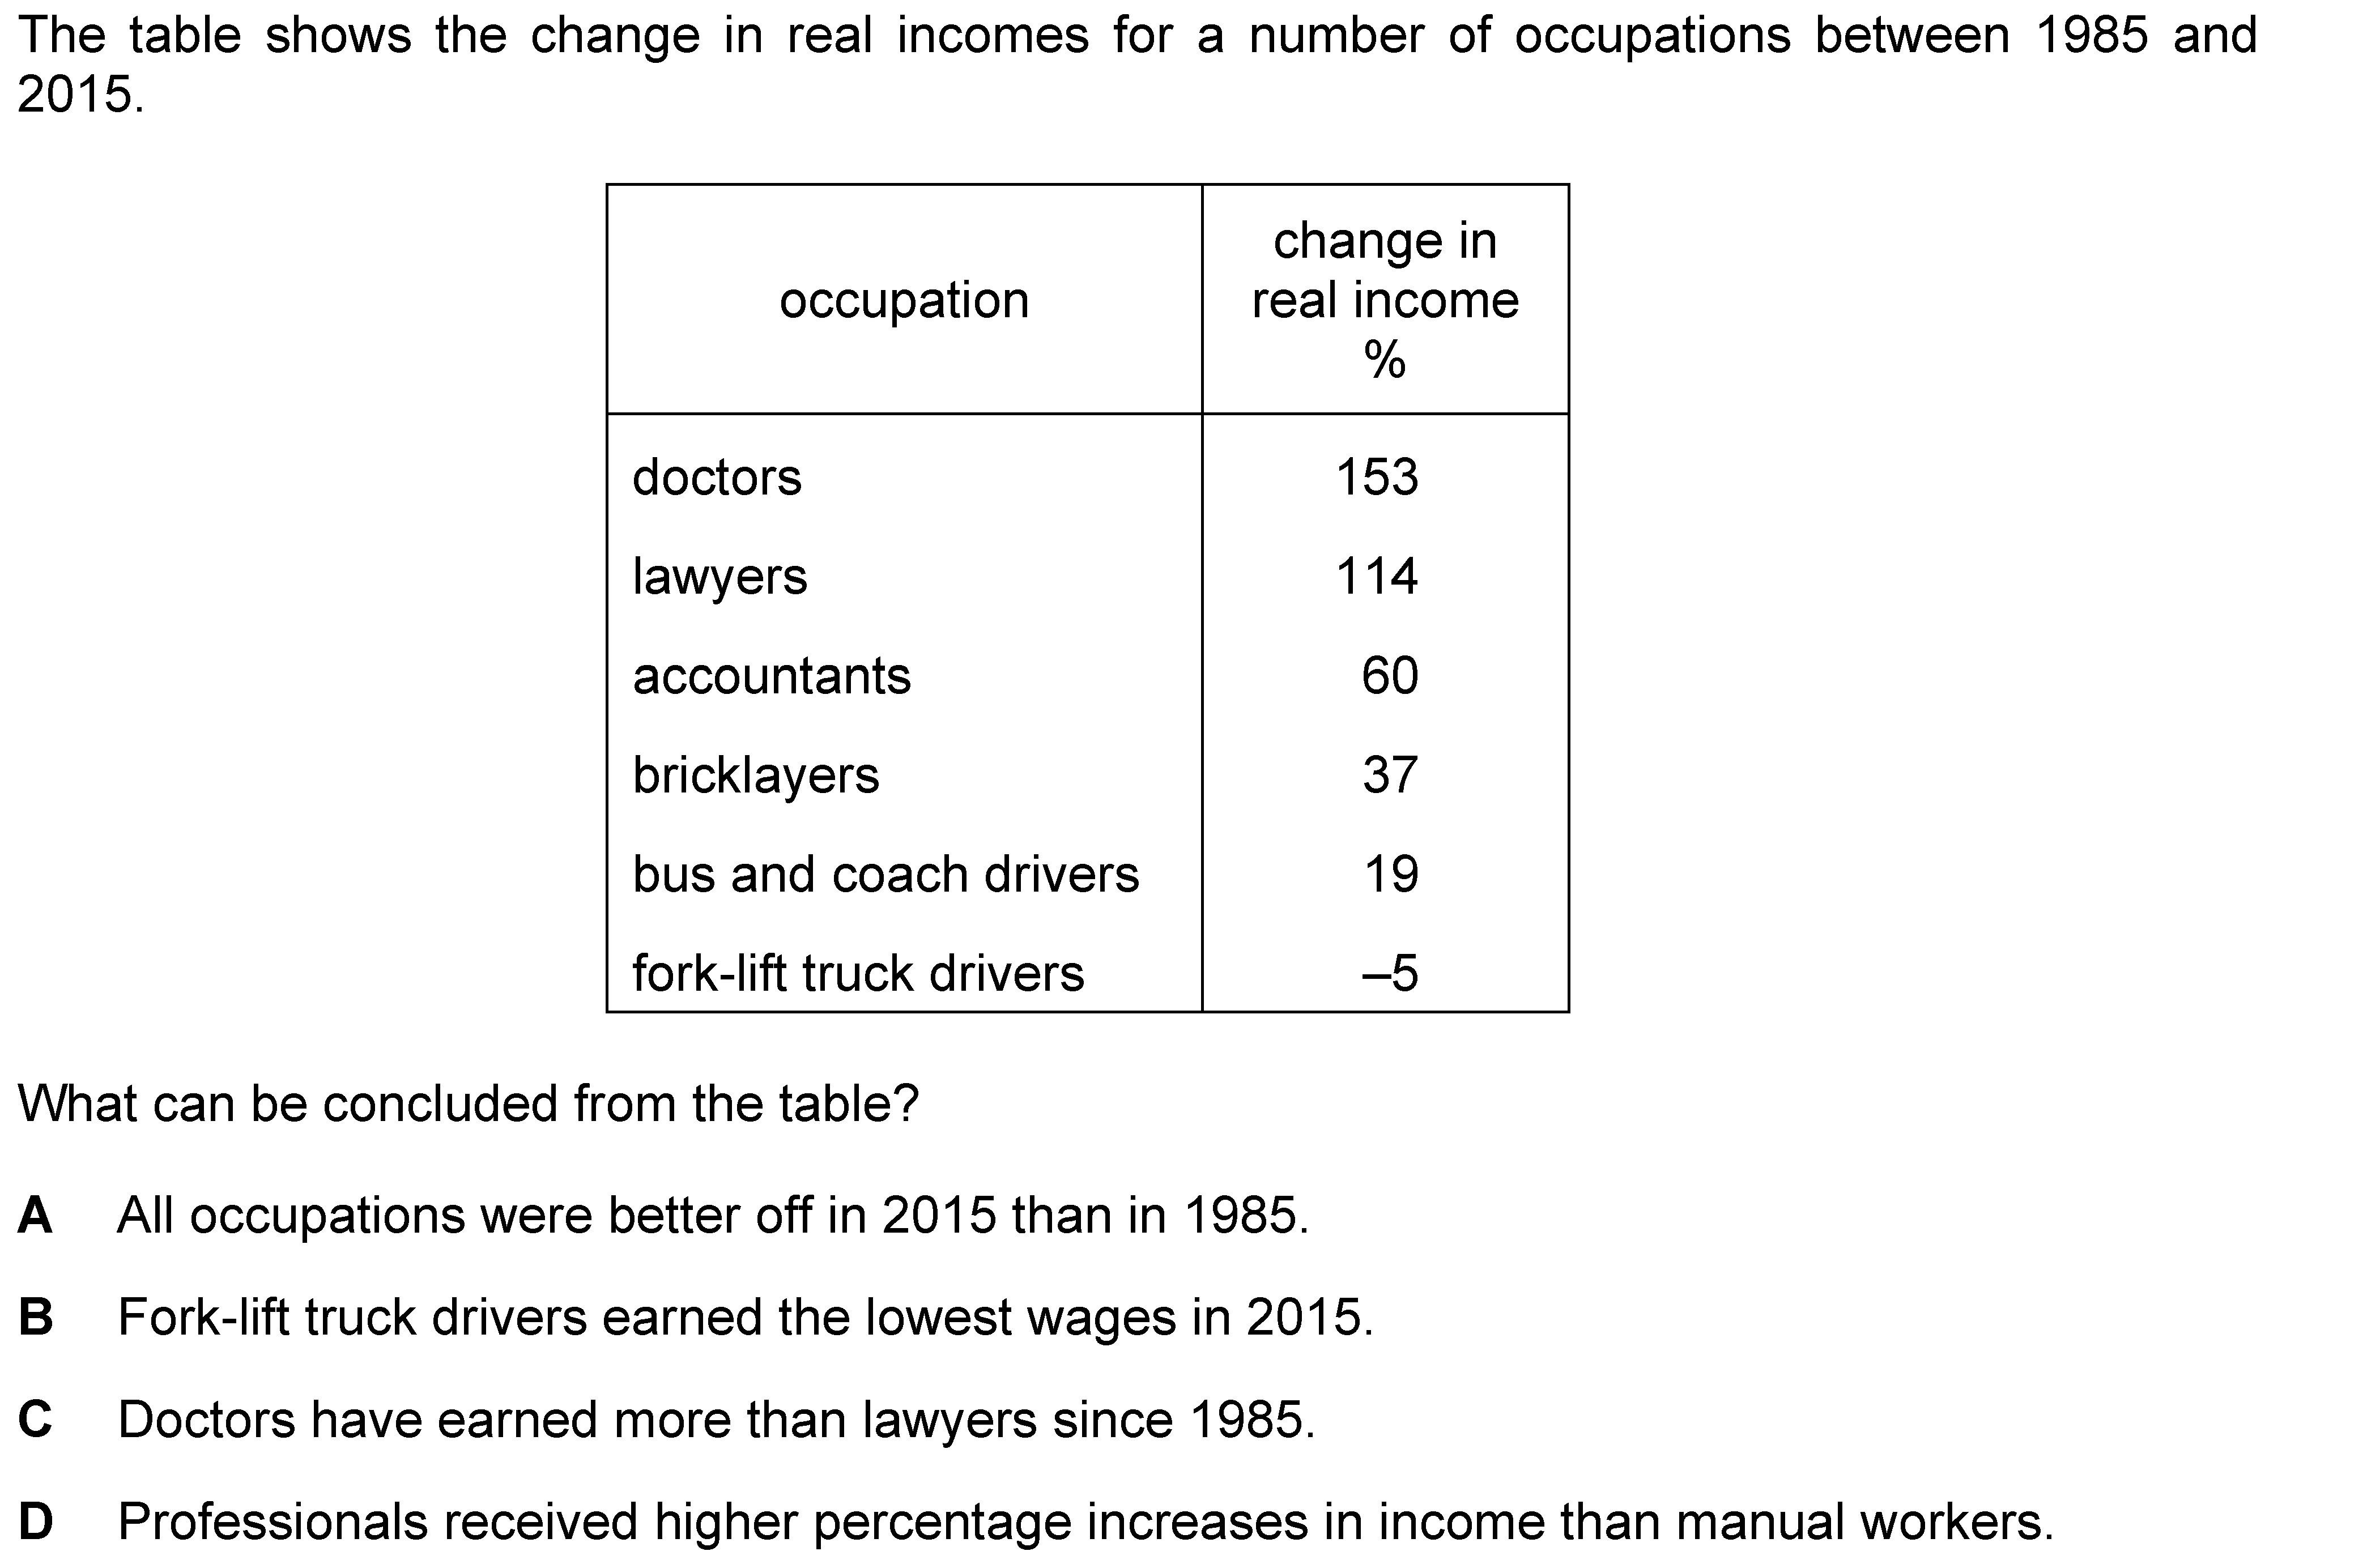 The table shows the change in real incomes for a number of occupations between 1985 and
2015.
occupation
change in
real income
%
doctors 153
lawyers 114
accountants 60
bricklayers 37
bus and coach drivers 19
fork-lift truck drivers –5
What can be concluded from the table?
A All occupations were better off in 2015 than in 1985.
B Fork-lift truck drivers earned the lowest wages in 2015.
C Doctors have earned more than lawyers since 1985.
D Professionals received higher percentage increases in income than manual workers.